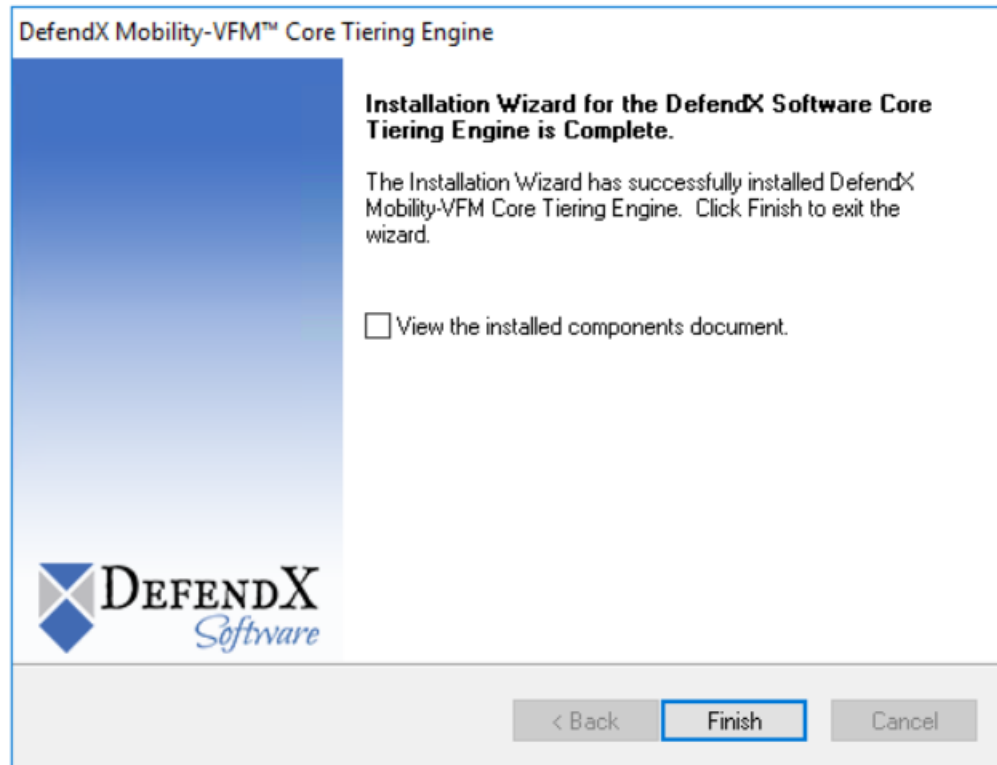 DefendX Mobility-VFM™ Core Tiering Engine
Installation Wizard for the DefendX Software Core
Tiering Engine is Complete.
The Installation Wizard has successfully installed DefendX
Mobility-VFM Core Tiering Engine.  Click Finish to exit the
wizard.
View the installed components document.
DEFENDX
Software
< Back
Finish
Cancel